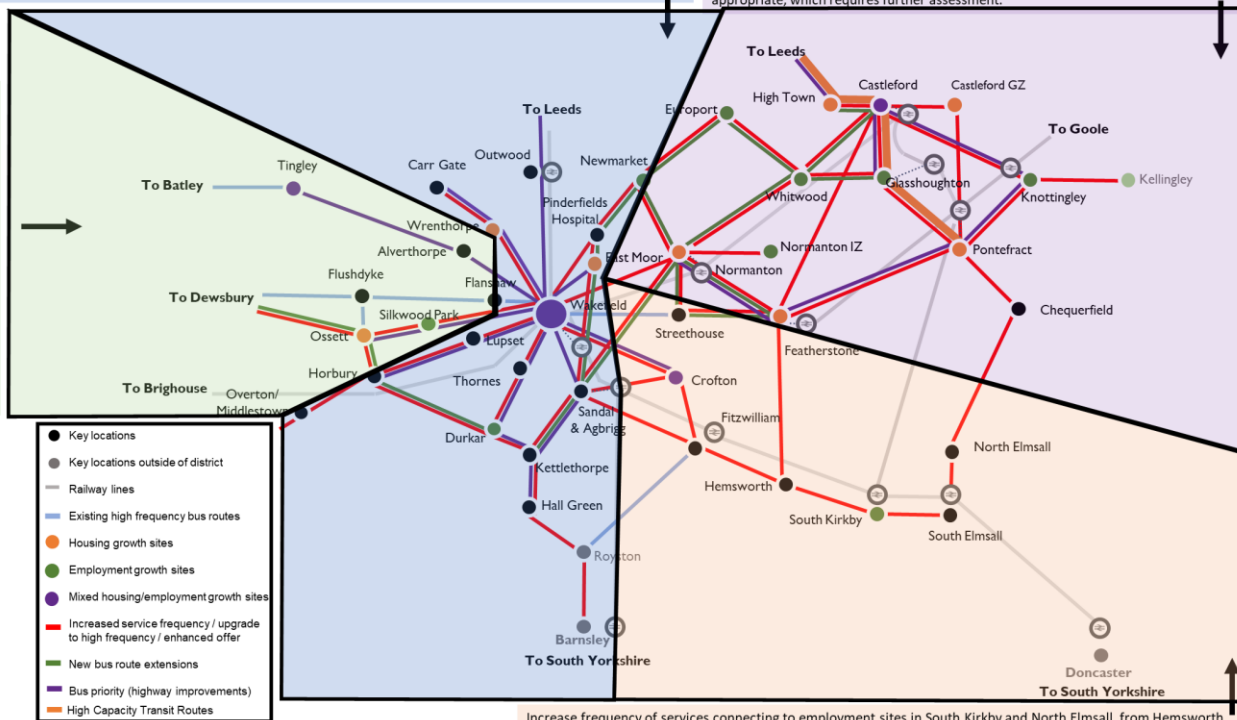 appropriate, which requires further assessment.
To Leeds
High Town
Castleford
Castleford GZ
Europort
To Leeds
To Goole
Outwood
Newmarket
Carr Gate
Tingley
To Batley
Glasshoughton
Kellingley
Whitwood
Knottingley
Pinderfields
Hospital
Wrenthorpe
Alverthorpe
East Moor
Normanton IZ
Pontefract
Normanton
Flushdyke
Flanshaw
To Dewsbury
Wakefield
Silkwood Park
Chequerfield
Streethouse
Ossett
Lupset
Featherstone
Horbury
Thornes
Crofton
To Brighouse
Overton/
Middlestown
Sandal
& Agbrigg
Fitzwilliam
Durkar
North Elmsall
Kettlethorpe
Hemsworth
Hall Green
South Kirkby
South Elmsall
Royston
Barnsley
To South Yorkshire
Doncaster
To South Yorkshire
Key locations
Key locations outside of district
Railway lines
Existing high frequency bus routes
Housing growth sites
Employment growth sites
Mixed housing/employment growth sites
Increased service frequency / upgrade
to high frequency / enhanced offer
New bus route extensions
Bus priority (highway improvements)
High Capacity Transit Routes
Increase frequency of services connecting to employment sites in South Kirkby and North Elmsall, from Hemsworth